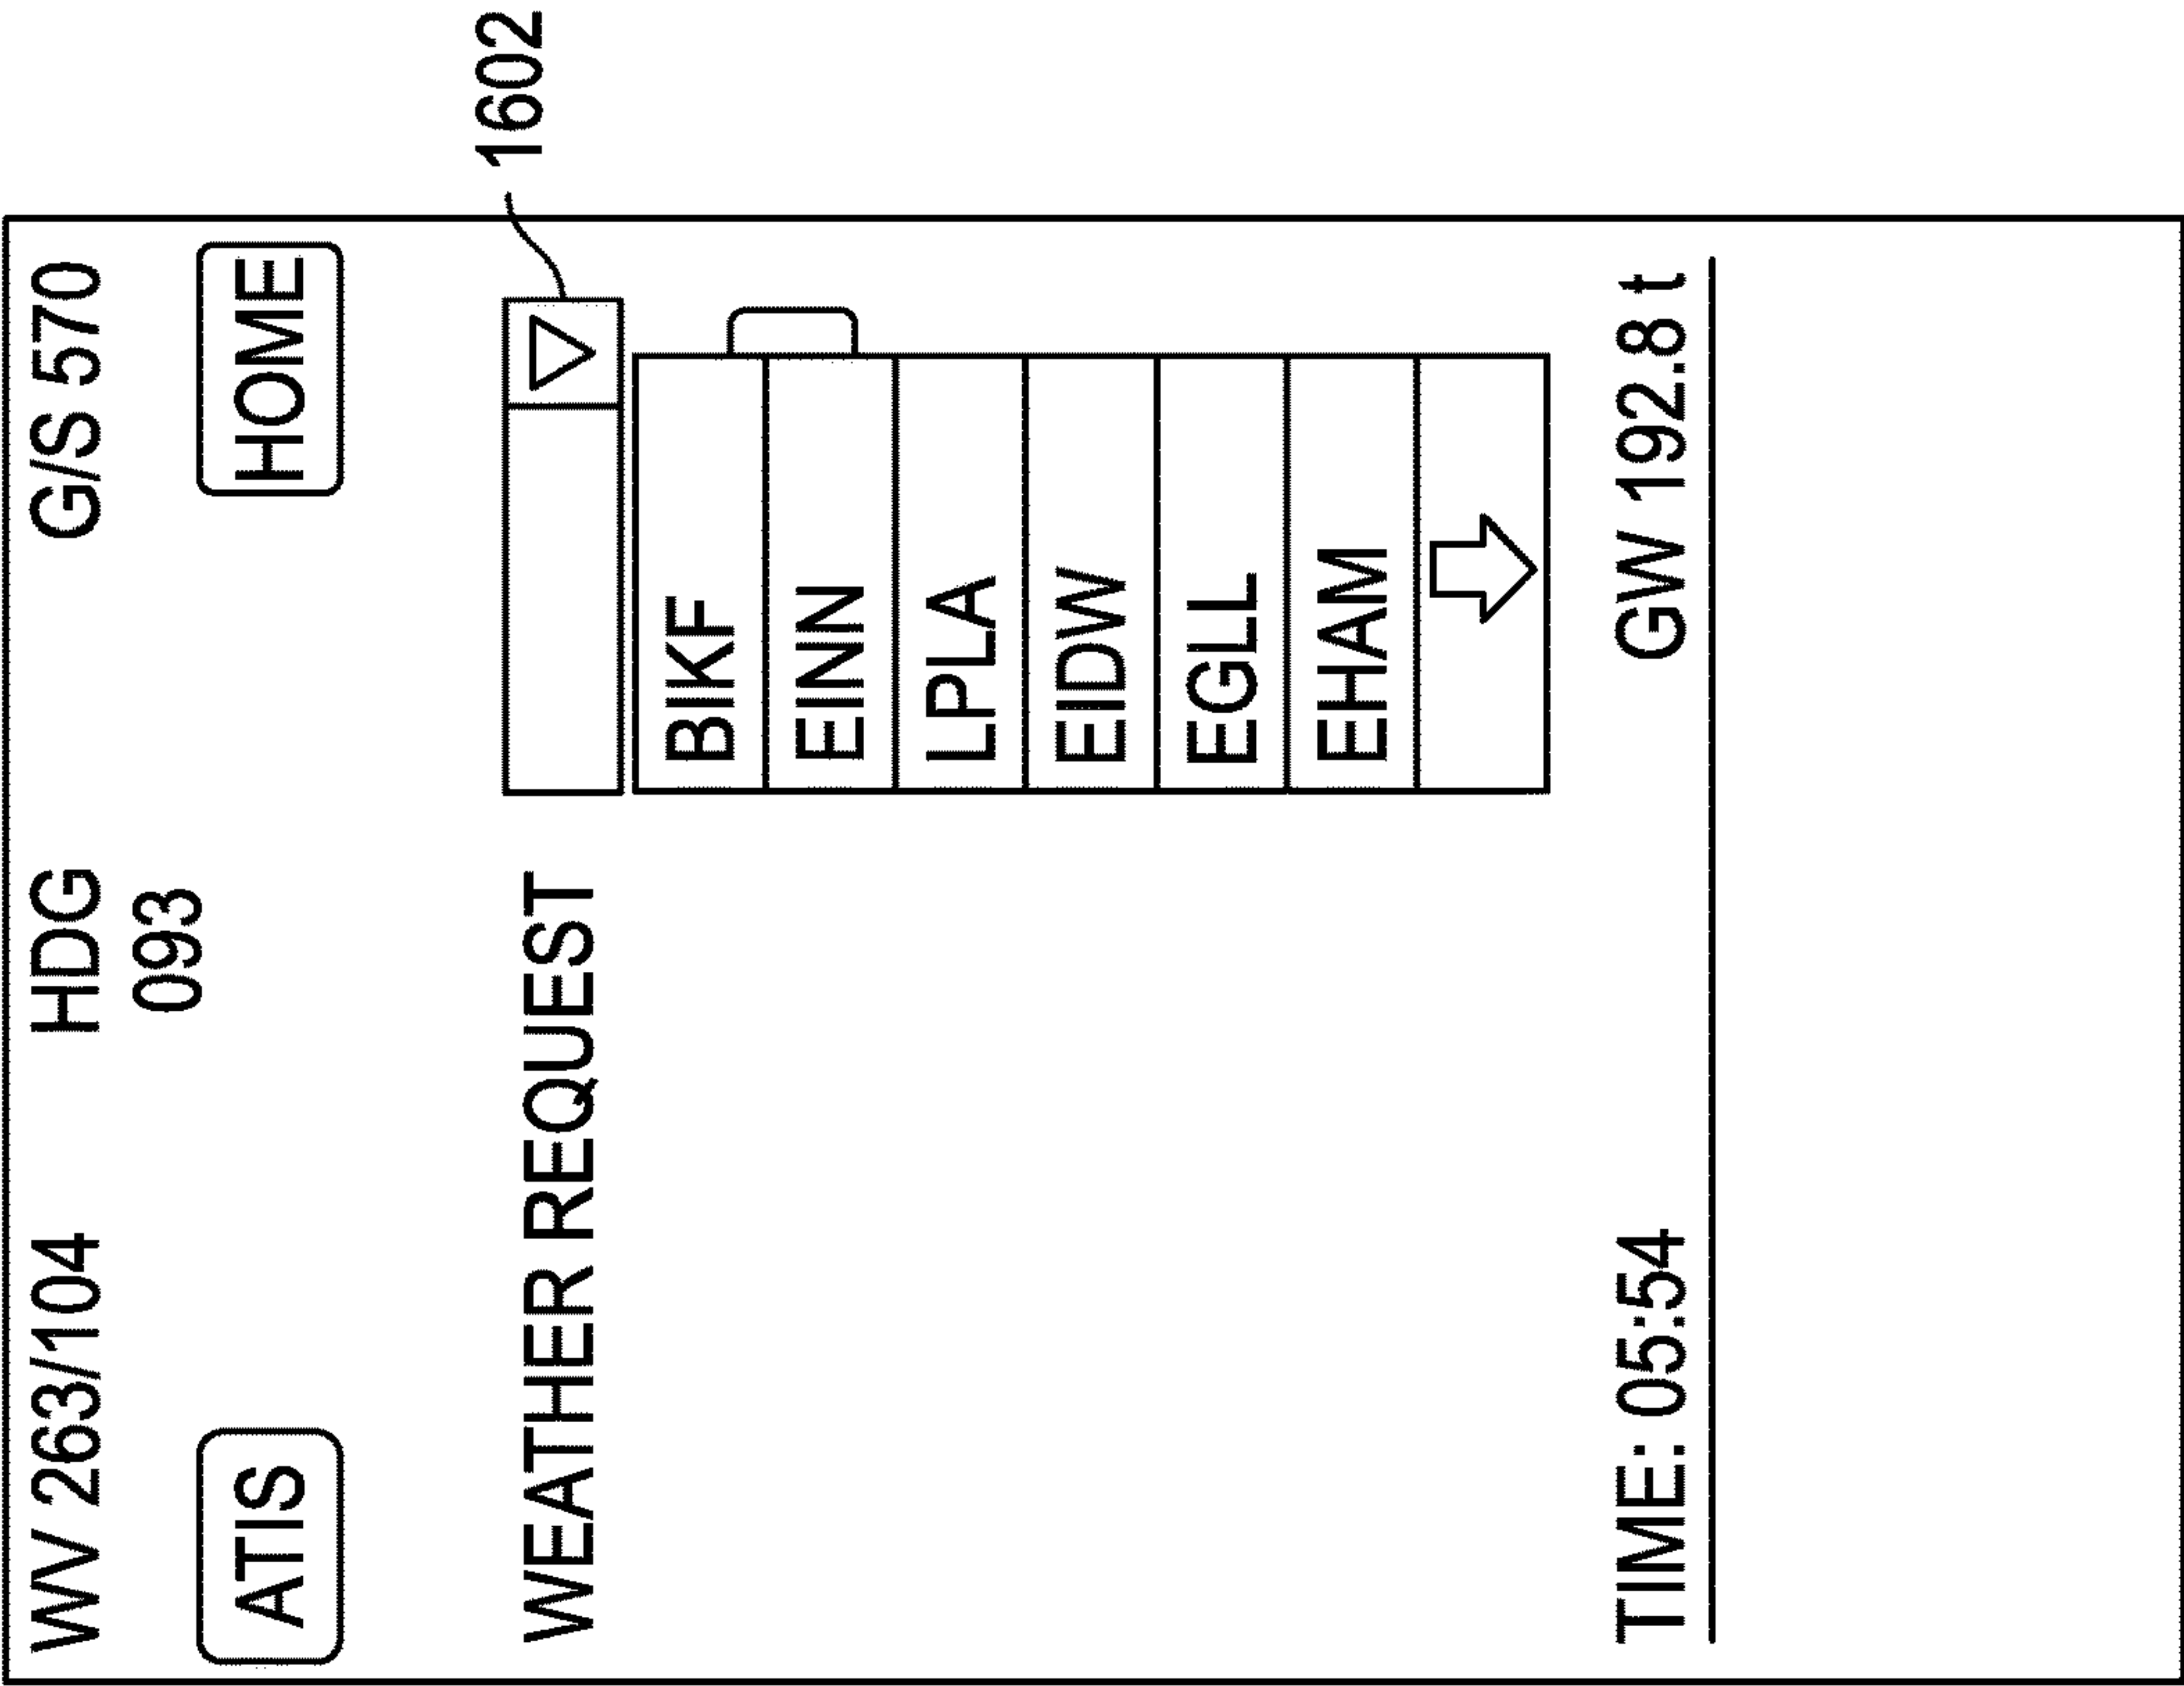 WV 263/104 HDG G/S 570
093
ATIS HOME
WEATHER REQUEST
1602
BIKF
EINN
LPLA
EIDW
EGLL
EHAM
TIME: 05:54 GW 192.8 t